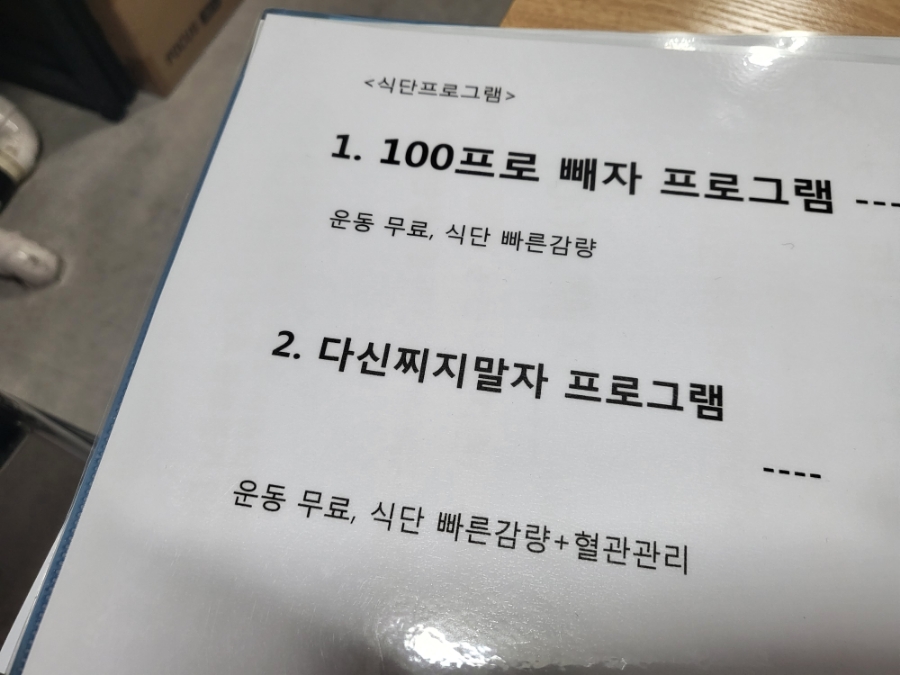 <식단프로그램>
1. 100프로 빼자 프로그램 ---
운동 무료, 식단 빠른감량
2. 다신찌지말자 프로그램
----
운동 무료, 식단 빠른감량+혈관관리